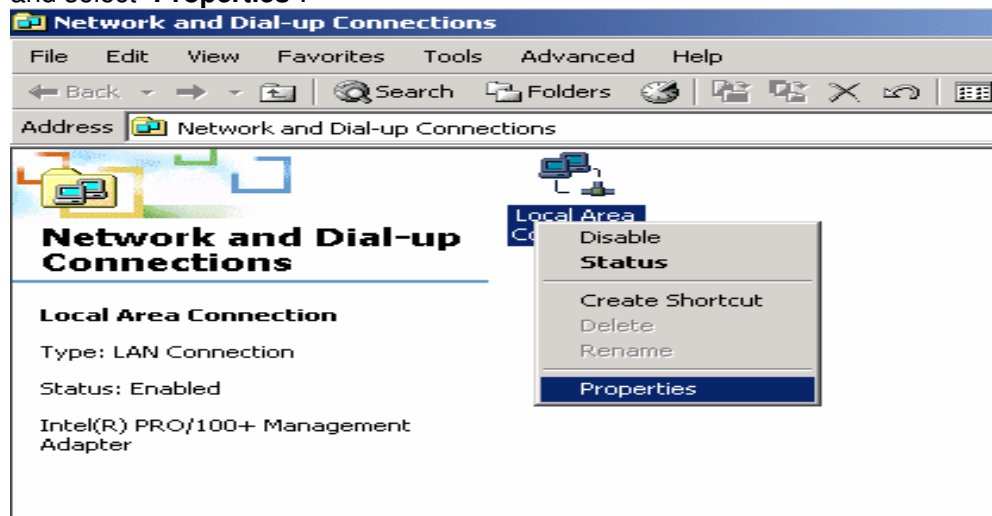 and select "Properties".
Network and Dial-up Connections
File Edit View Favorites Tools Advanced Help
Back Search Folders
Address Network and Dial-up Connections
Network and Dial-up
Connections
Local Area Connection
Type: LAN Connection
Status: Enabled
Intel(R) PRO/100+ Management
Adapter
Local Area
Disable
Status
Create Shortcut
Delete
Rename
Properties